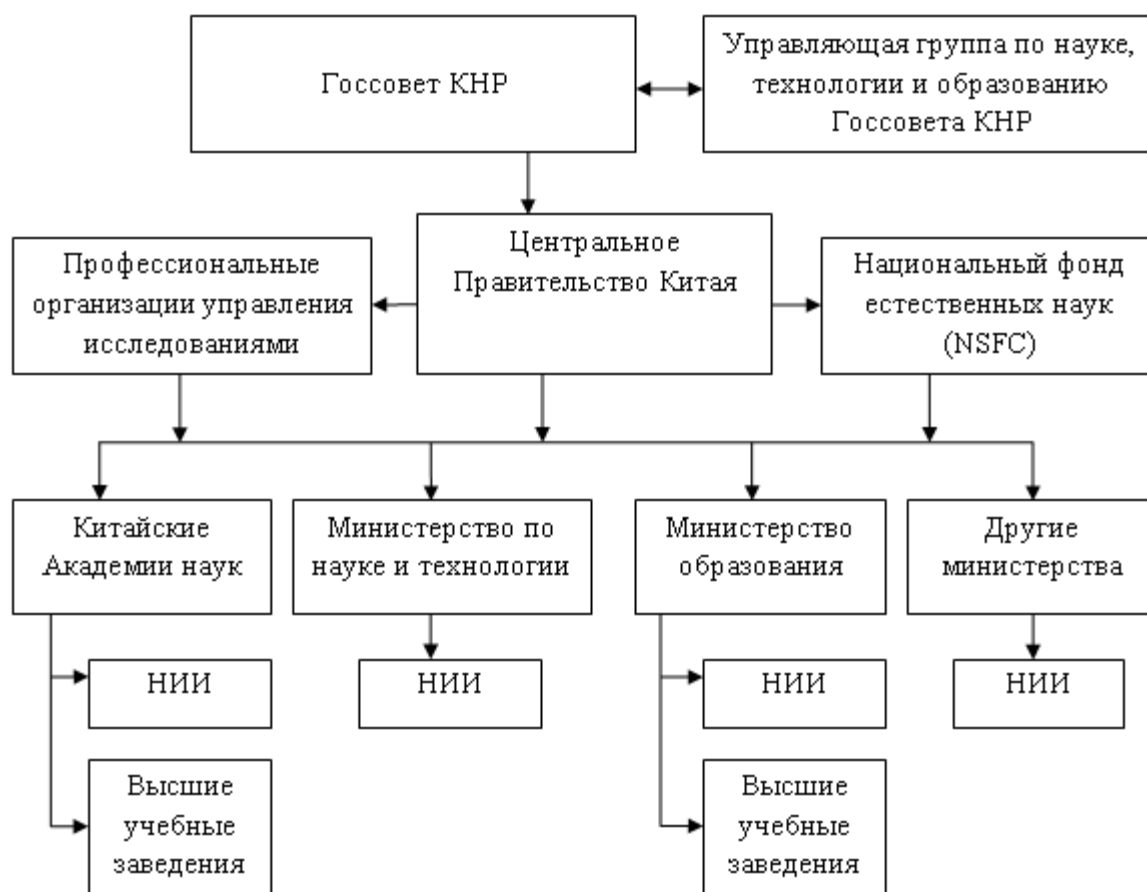 Госсовет КНР
Управляющая группа по науке,
технологии и образованию
Госсовета КНР
Профессиональные
организации управления
исследованиями
Центральное
Правительство Китая
Национальный фонд
естественных наук
(NSFC)
Китайские
Академии наук
Министерство по
науке и технологии
Министерство
образования
Другие
министерства
НИИ
НИИ
НИИ
НИИ
Высшие
учебные
заведения
Высшие
учебные
заведения